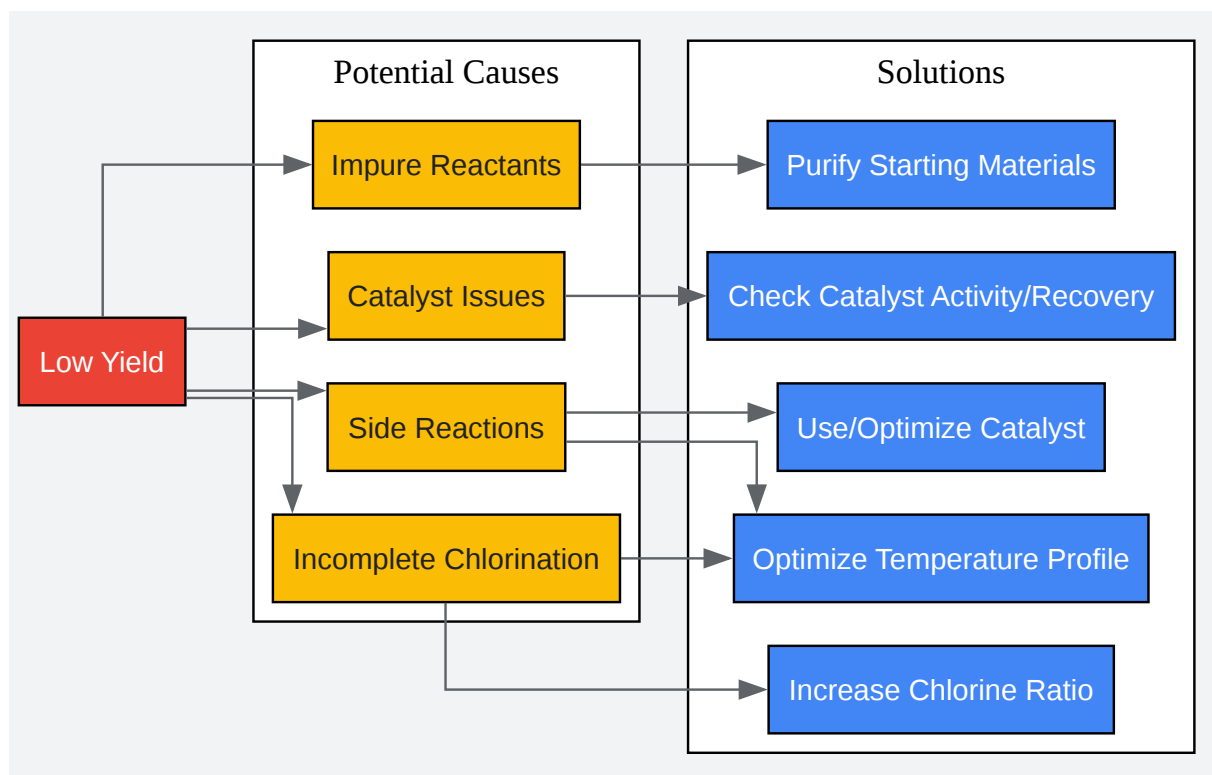 Potential Causes
Solutions
Impure Reactants
Purify Starting Materials
Catalyst Issues
Check Catalyst Activity/Recovery
Low Yield
Side Reactions
Use/Optimize Catalyst
Incomplete Chlorination
Optimize Temperature Profile
Increase Chlorine Ratio